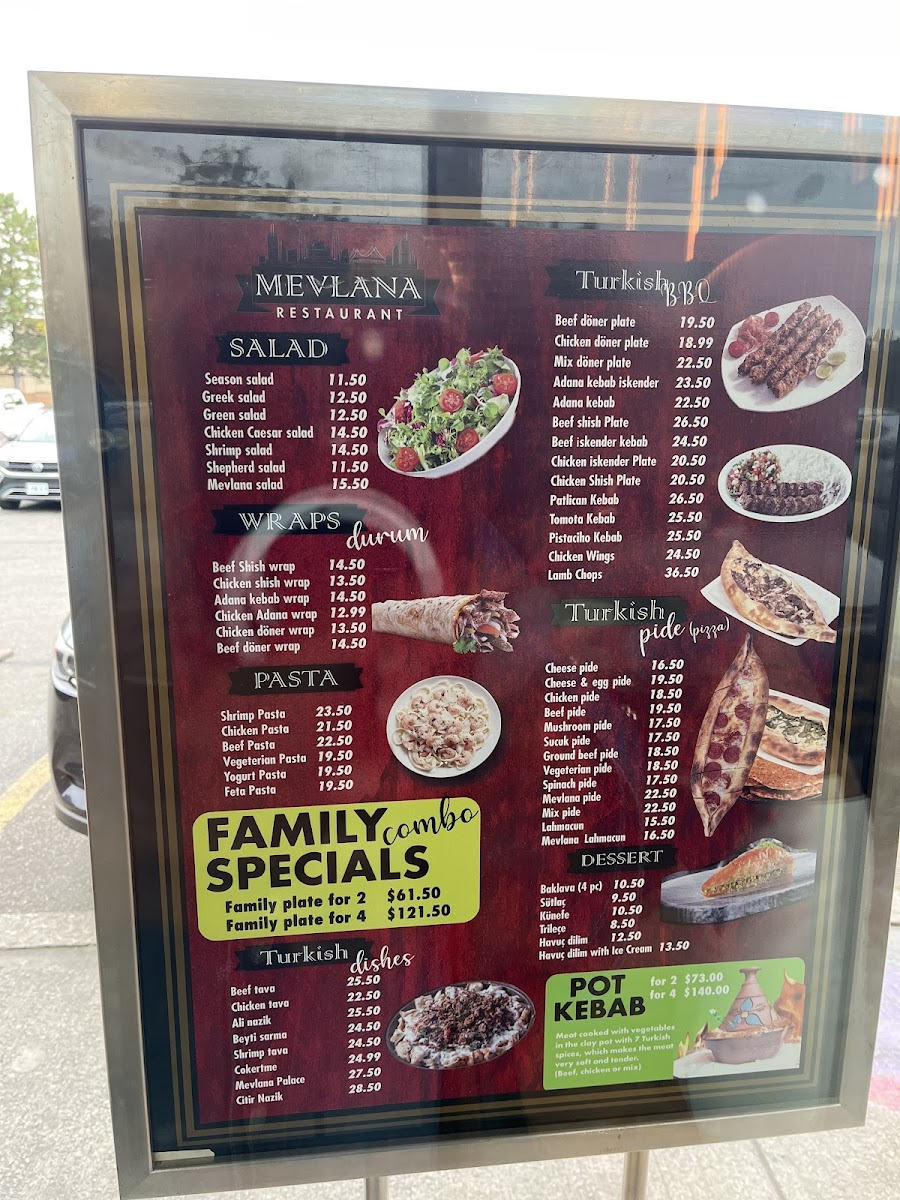 MEVLANA
RESTAURANT
SALAD
Season salad 11.50
Greek salad 12.50
Green salad 12.50
Chicken Caesar salad 14.50
Shrimp salad 14.50
Shepherd salad 11.50
Mevlana salad 15.50
WRAPS
durum
Beef Shish wrap 14.50
Chicken shish wrap 13.50
Adana kebab wrap 14.50
Chicken Adana wrap 12.99
Chicken döner wrap 13.50
Beef döner wrap 14.50
PASTA
Shrimp Pasta 23.50
Chicken Pasta 21.50
Beef Pasta 22.50
Vegeterian Pasta 19.50
Yogurt Pasta 19.50
Feta Pasta 19.50
FAMILY combo
SPECIALS
Family plate for 2 $61.50
Family plate for 4 $121.50
Turkish dishes
Beef tava 25.50
Chicken tava 22.50
Ali nazik 25.50
Beyti sarma 24.50
Shrimp tava 24.50
Cokertme 24.99
Mevlana Palace 27.50
Citir Nazik 28.50
Turkish BBQ
Beef döner plate 19.50
Chicken döner plate 18.99
Mix döner plate 22.50
Adana kebab iskender 23.50
Adana kebab 22.50
Beef shish Plate 26.50
Beef iskender kebab 24.50
Chicken iskender Plate 20.50
Chicken Shish Plate 20.50
Patlican Kebab 26.50
Tomota Kebab 25.50
Pistaciho Kebab 25.50
Chicken Wings 24.50
Lamb Chops 36.50
Turkish
pide (pizza)
Cheese pide 16.50
Cheese & egg pide 19.50
Chicken pide 18.50
Beef pide 19.50
Mushroom pide 17.50
Sucuk pide 17.50
Ground beef pide 18.50
Vegeterian pide 18.50
Spinach pide 17.50
Mevlana pide 22.50
Mix pide 22.50
Lahmacun 15.50
Mevlana Lahmacun 16.50
DESSERT
Baklava (4 pc) 10.50
Sütlaç 9.50
Künefe 10.50
Trileçe 8.50
Havuç dilim 12.50
Havuç dilim with Ice Cream 13.50
POT
KEBAB
for 2 $73.00
for 4 $140.00
Meat cooked with vegetables
in the clay pot with 7 Turkish
spices, which makes the meat
very soft and tender.
(Beef, chicken or mix)